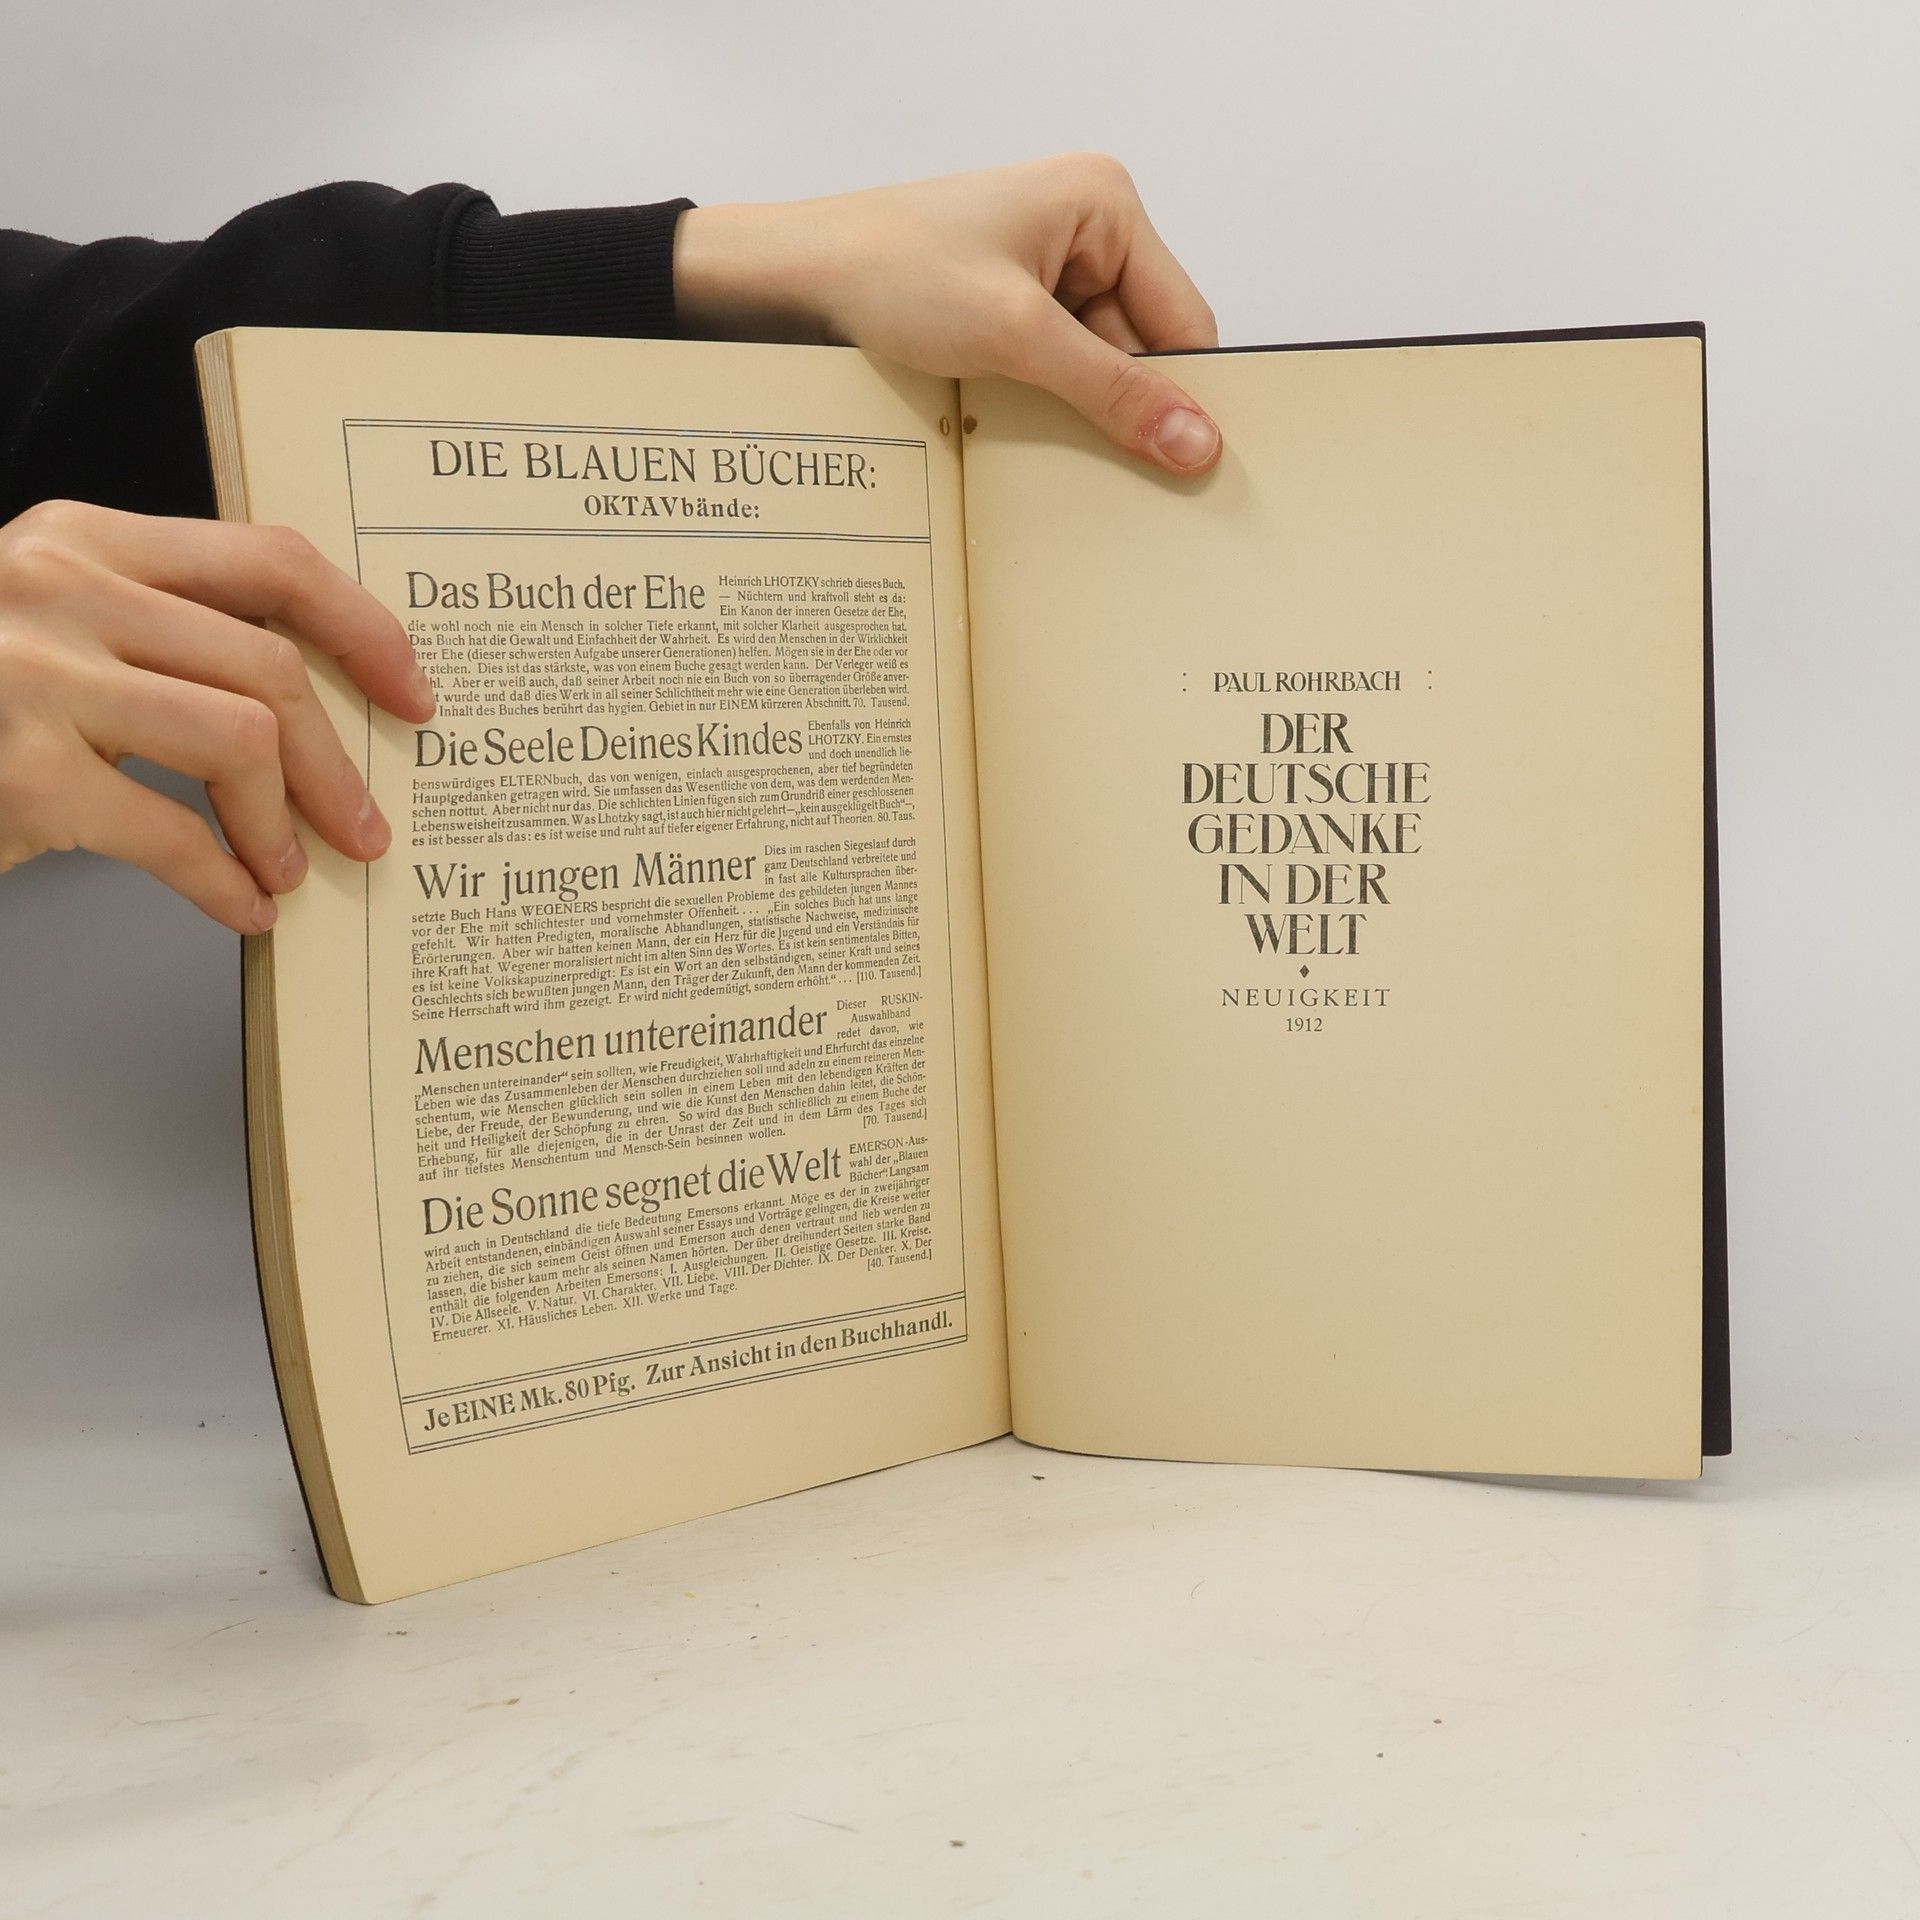 DIE BLAUEN BÜCHER:
OKTAVbände:
Das Buch der Ehe
Heinrich LHOTZKY schrieb dieses Buch.
— Nüchtern und kraftvoll steht es da:
Ein Kanon der inneren Gesetze der Ehe,
die wohl noch nie ein Mensch in solcher Tiefe erkannt, mit solcher Klarheit ausgesprochen hat.
Das Buch hat die Gewalt und Einfachheit der Wahrheit. Es wird den Menschen in der Wirklichkeit
ihrer Ehe (dieser schwersten Aufgabe unserer Generationen) helfen. Mögen sie in der Ehe oder vor
stehen. Dies ist das stärkste, was von einem Buche gesagt werden kann. Der Verleger weiß es
Aber er weiß auch, daß seiner Arbeit noch nie ein Buch von so überragender Größe anver-
wurde und daß dies Werk in all seiner Schlichtheit mehr wie eine Generation überleben wird.
Inhalt des Buches berührt das hygien. Gebiet in nur EINEM kürzeren Abschnitt. 70. Tausend.
Die Seele Deines Kindes
Ebenfalls von Heinrich
LHOTZKY. Ein ernstes
und doch unendlich lie-
benswürdiges ELTERNbuch, das von wenigen, einfach ausgesprochenen, aber tief begründeten
Hauptgedanken getragen wird. Sie umfassen das Wesentliche von dem, was dem werdenden Men-
schen nottut. Aber nicht nur das. Die schlichten Linien fügen sich zum Grundriß einer geschlossenen
Lebensweisheit zusammen. Was Lhotzky sagt, ist auch hier nicht gelehrt—„kein ausgeklügelt Buch“—,
es ist besser als das: es ist weise und ruht auf tiefer eigener Erfahrung, nicht auf Theorien. 80. Taus.
Wir jungen Männer
Dies im raschen Siegeslauf durch
ganz Deutschland verbreitete und
in fast alle Kultursprachen über-
setzte Buch Hans WEGENERS bespricht die sexuellen Probleme des gebildeten jungen Mannes
vor der Ehe mit schlichtester und vornehmster Offenheit. . . . „Ein solches Buch hat uns lange
gefehlt. Wir hatten Predigten, moralische Abhandlungen, statistische Nachweise, medizinische
Erörterungen. Aber wir hatten keinen Mann, der ein Herz für die Jugend und ein Verständnis für
ihre Kraft hat. Wegener moralisiert nicht im alten Sinn des Wortes. Es ist kein sentimentales Bitten,
es ist keine Volkskapuzinerpredigt: Es ist ein Wort an den selbständigen, seiner Kraft und seines
Geschlechts sich bewußten jungen Mann, den Träger der Zukunft, den Mann der kommenden Zeit.
Seine Herrschaft wird ihm gezeigt. Er wird nicht gedemütigt, sondern erhöht.“ . . . [110. Tausend.]
Menschen untereinander
Dieser RUSKIN-
Auswahlband
redet davon, wie
„Menschen untereinander“ sein sollten, wie Freudigkeit, Wahrhaftigkeit und Ehrfurcht das einzelne
Leben wie das Zusammenleben der Menschen durchziehen soll und adeln zu einem reineren Men-
schentum, wie Menschen glücklich sein sollen in einem Leben mit den lebendigen Kräften der
Liebe, der Freude, der Bewunderung, und wie die Kunst den Menschen dahin leitet, die Schön-
heit und Heiligkeit der Schöpfung zu ehren. So wird das Buch schließlich zu einem Buche der
Erhebung, für alle diejenigen, die in der Unrast der Zeit und in dem Lärm des Tages sich
auf ihr tiefstes Menschentum und Mensch-Sein besinnen wollen. [70. Tausend.]
Die Sonne segnet die Welt
EMERSON-Aus-
wahl der „Blauen
Bücher“. Langsam
wird auch in Deutschland die tiefe Bedeutung Emersons erkannt. Möge es der in zweijähriger
Arbeit entstandenen, einbändigen Auswahl seiner Essays und Vorträge gelingen, die Kreise weiter
zu ziehen, die sich seinem Geist öffnen und Emerson auch denen vertraut und lieb werden zu
lassen, die bisher kaum mehr als seinen Namen hörten. Der über dreihundert Seiten starke Band
enthält die folgenden Arbeiten Emersons: I. Ausgleichungen. II. Geistige Gesetze. III. Kreise.
IV. Die Allseele. V. Natur. VI. Charakter. VII. Liebe. VIII. Der Dichter. IX. Der Denker. X. Der
Erneuerer. XI. Häusliches Leben. XII. Werke und Tage. [40. Tausend.]
Je EINE Mk. 80 Pfg. Zur Ansicht in den Buchhandl.
: PAUL ROHRBACH :
DER
DEUTSCHE
GEDANKE
IN DER
WELT
♦
NEUIGKEIT
1912